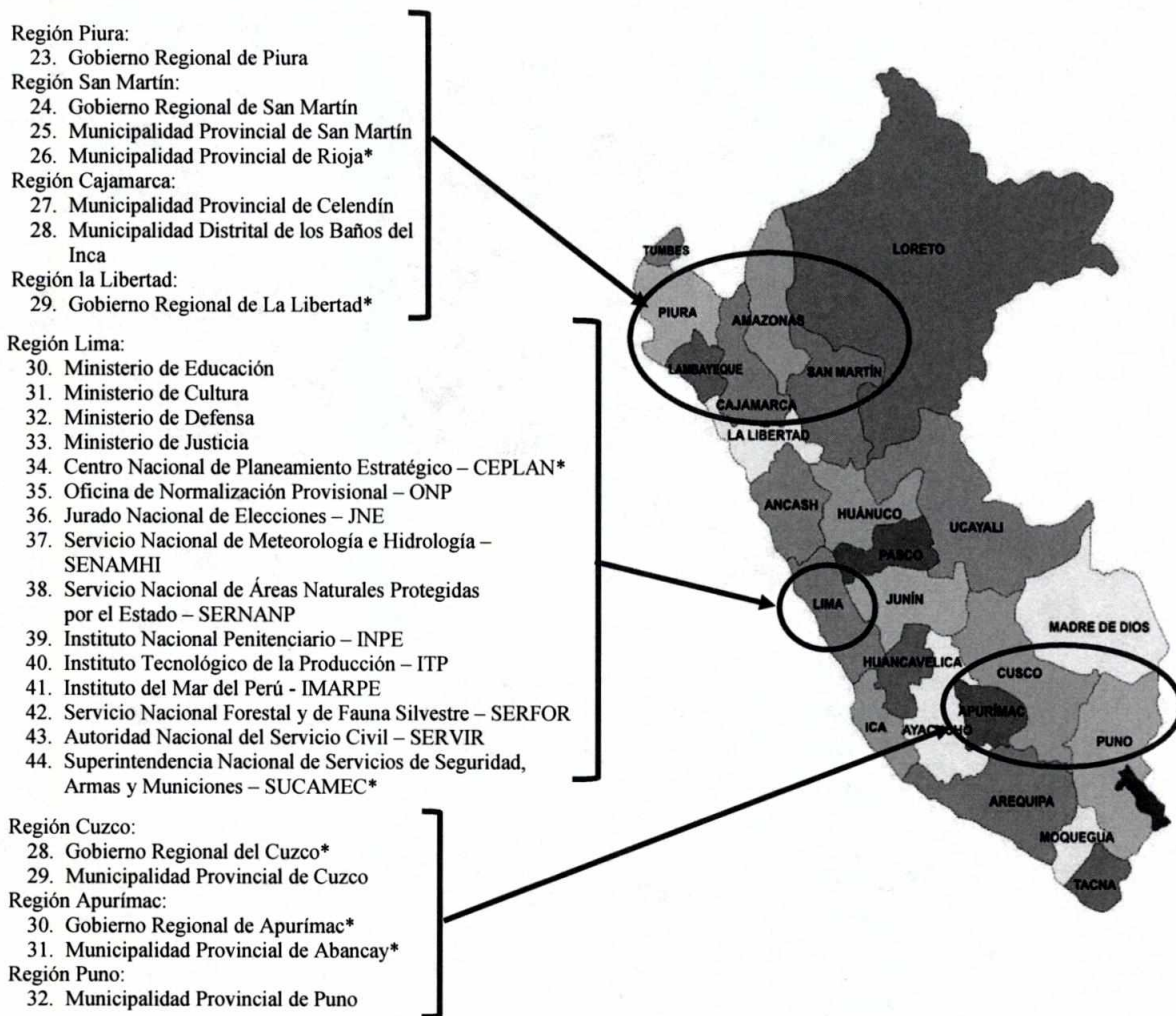 Región Piura:
23. Gobierno Regional de Piura
Región San Martín:
24. Gobierno Regional de San Martín
25. Municipalidad Provincial de San Martín
26. Municipalidad Provincial de Rioja*
Región Cajamarca:
27. Municipalidad Provincial de Celendín
28. Municipalidad Distrital de los Baños del
Inca
Región la Libertad:
29. Gobierno Regional de La Libertad*
Región Lima:
30. Ministerio de Educación
31. Ministerio de Cultura
32. Ministerio de Defensa
33. Ministerio de Justicia
34. Centro Nacional de Planeamiento Estratégico – CEPLAN*
35. Oficina de Normalización Provisional – ONP
36. Jurado Nacional de Elecciones – JNE
37. Servicio Nacional de Meteorología e Hidrología –
SENAMHI
38. Servicio Nacional de Áreas Naturales Protegidas
por el Estado – SERNANP
39. Instituto Nacional Penitenciario – INPE
40. Instituto Tecnológico de la Producción – ITP
41. Instituto del Mar del Perú - IMARPE
42. Servicio Nacional Forestal y de Fauna Silvestre – SERFOR
43. Autoridad Nacional del Servicio Civil – SERVIR
44. Superintendencia Nacional de Servicios de Seguridad,
Armas y Municiones – SUCAMEC*
Región Cuzco:
28. Gobierno Regional del Cuzco*
29. Municipalidad Provincial de Cuzco
Región Apurímac:
30. Gobierno Regional de Apurímac*
31. Municipalidad Provincial de Abancay*
Región Puno:
32. Municipalidad Provincial de Puno
TUMBES
LORETO
PIURA
AMAZONAS
LAMBAYEQUE
SAN MARTÍN
CAJAMARCA
LA LIBERTAD
ANCASH
HUÁNUCO
UCAYALI
PASCO
LIMA
JUNÍN
MADRE DE DIOS
HUANCAVELICA
CUSCO
APURÍMAC
ICA
AYACUCHO
PUNO
AREQUIPA
MOQUEGUA
TACNA